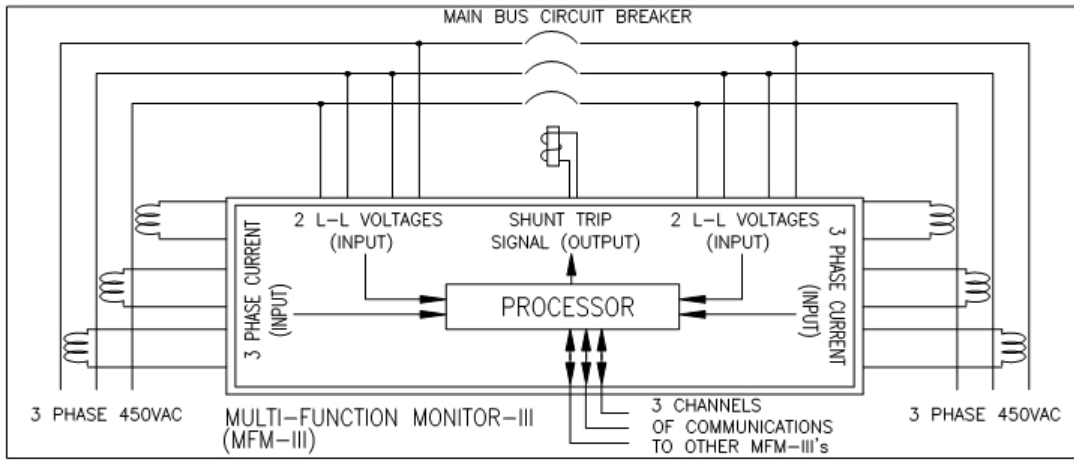 MAIN BUS CIRCUIT BREAKER
3 PHASE CURRENT
(INPUT)
2 L-L VOLTAGES
(INPUT)
SHUNT TRIP
SIGNAL (OUTPUT)
2 L-L VOLTAGES
(INPUT)
3 PHASE CURRENT
(INPUT)
PROCESSOR
3 PHASE 450VAC
MULTI-FUNCTION MONITOR-III
(MFM-III)
3 CHANNELS
OF COMMUNICATIONS
TO OTHER MFM-III's
3 PHASE 450VAC